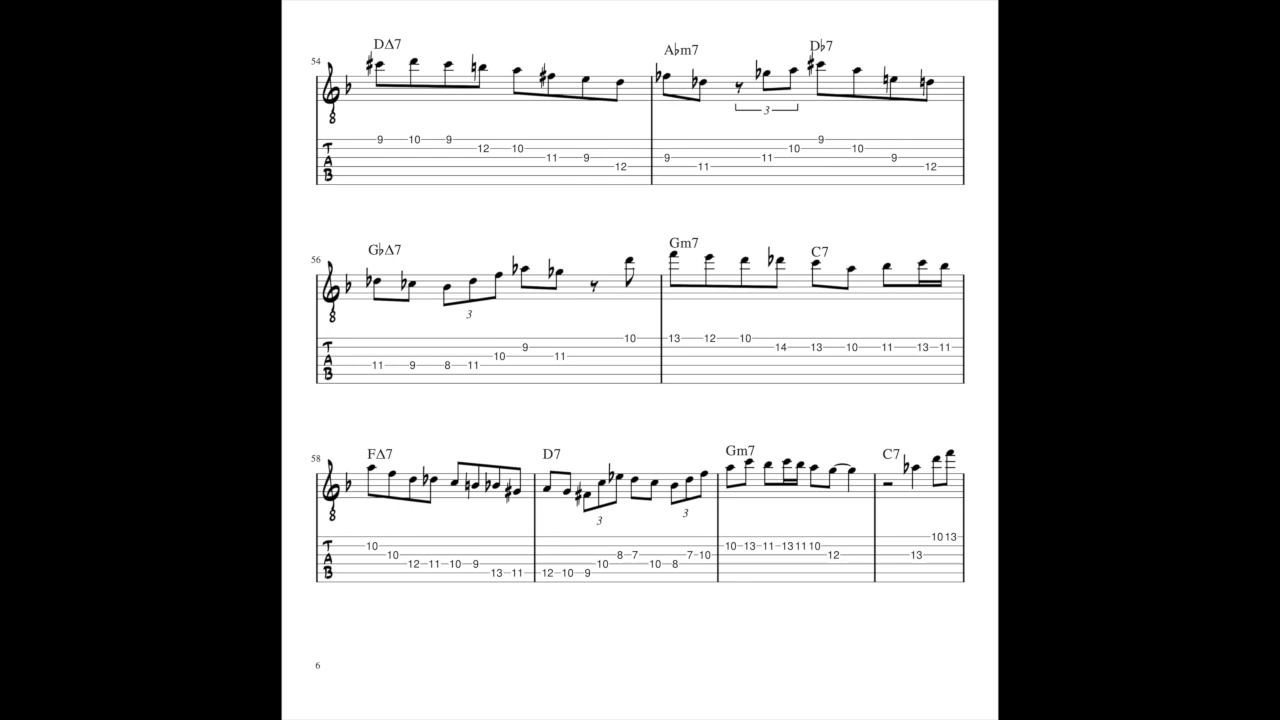 DΔ7 A♭m7 D♭7
54
8
3
T A B
9 10 9 12 10 11 9 12 9 11 11 10 9 10 9 12
G♭Δ7 Gm7 C7
56
8
3
T A B
11 9 8 11 10 9 11 10 13 12 10 14 13 10 11 13 11
FΔ7 D7 Gm7 C7
58
8
3 3
T A B
10 10 12 11 10 9 13 11 12 10 9 10 8 7 10 8 7 10 10 13 11 13 11 10 12 13 10 13
6